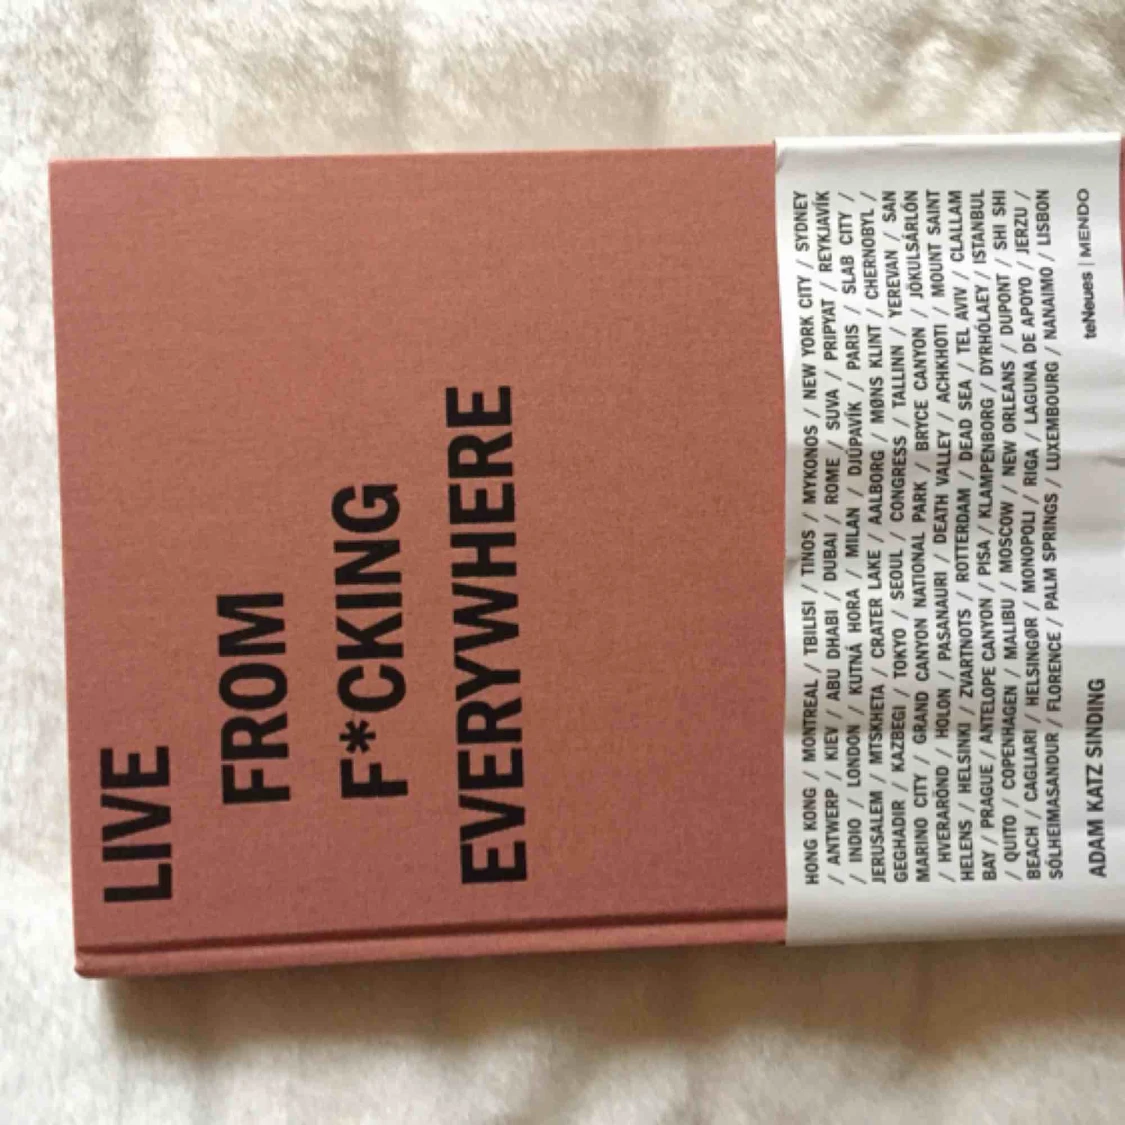 LIVE
FROM
F*CKING
EVERYWHERE
HONG KONG / MONTREAL / TBILISI / TINOS / MYKONOS / NEW YORK CITY / SYDNEY
/ ANTWERP / KIEV / ABU DHABI / DUBAI / ROME / SUVA / PRIPYAT / REYKJAVÍK
/ INDIO / LONDON / KUTNÁ HORA / MILAN / DJÚPAVÍK / PARIS / SLAB CITY /
JERUSALEM / MTSKHETA / CRATER LAKE / AALBORG / MØNS KLINT / CHERNOBYL /
GEGHADIR / KAZBEGI / TOKYO / SEOUL / CONGRESS / TALLINN / YEREVAN / SAN
MARINO CITY / GRAND CANYON NATIONAL PARK / BRYCE CANYON / JÖKULSÁRLÓN
/ HVERARÖND / HOLON / PASANAURI / DEATH VALLEY / ACHKHOTI / MOUNT SAINT
HELENS / HELSINKI / ZVARTNOTS / ROTTERDAM / DEAD SEA / TEL AVIV / CLALLAM
BAY / PRAGUE / ANTELOPE CANYON / PISA / KLAMPENBORG / DYRHÓLAEY / ISTANBUL
/ QUITO / COPENHAGEN / MALIBU / MOSCOW / NEW ORLEANS / DUPONT / SHI SHI
BEACH / CAGLIARI / HELSINGØR / MONOPOLI / RIGA / LAGUNA DE APOYO / JERZU /
SÓLHEIMASANDUR / FLORENCE / PALM SPRINGS / LUXEMBOURG / NANAIMO / LISBON
ADAM KATZ SINDING
teNeues | MENDO